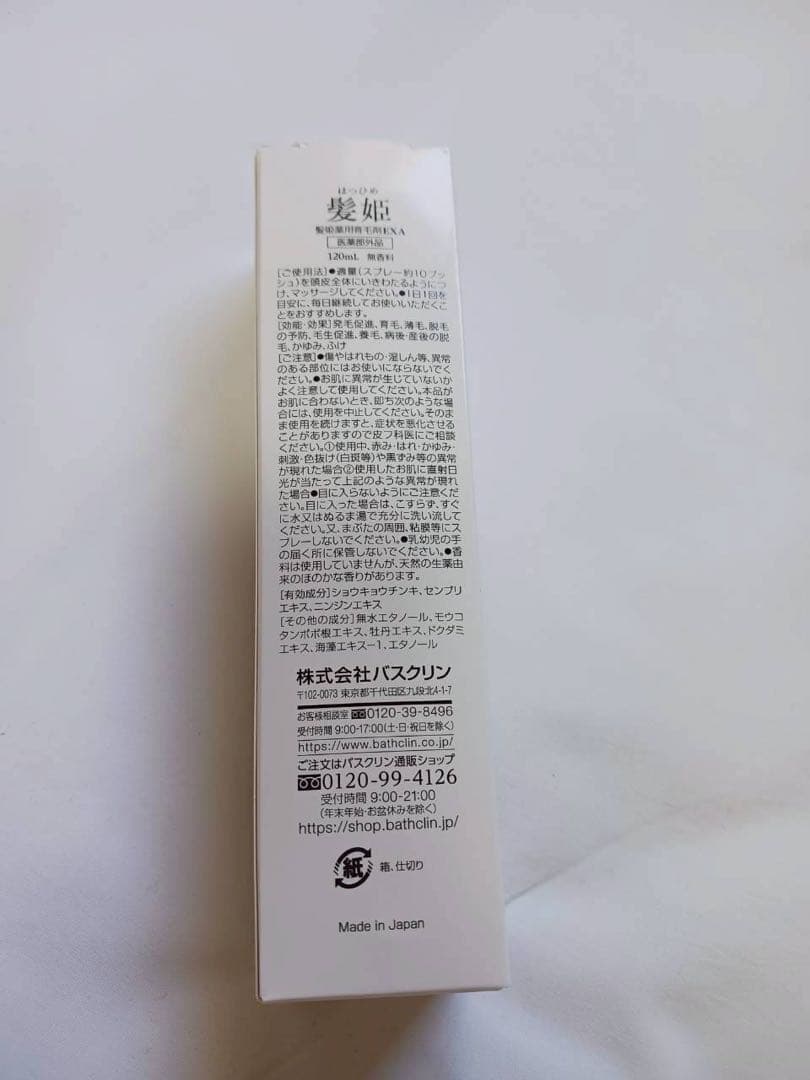 はつひめ
髪姫
髪姫薬用育毛剤EXA
医薬部外品
120mL 無香料
[ご使用法]●適量(スプレー約10プッ
シュ)を頭皮全体にいきわたるようにつ
け、マッサージしてください。●1日1回を
目安に、毎日継続してお使いいただくこ
とをおすすめします。
[効能・効果]発毛促進、育毛、薄毛、脱毛
の予防、毛生促進、養毛、病後・産後の脱
毛、かゆみ、ふけ
[ご注意]●傷やはれもの・湿しん等、異常
のある部位にはお使いにならないでく
ださい。●お肌に異常が生じていないか
よく注意して使用してください。本品が
お肌に合わないとき、即ち次のような場
合には、使用を中止してください。そのま
ま使用を続けますと、症状を悪化させる
ことがありますので皮フ科医にご相談
ください。①使用中、赤み・はれ・かゆみ・
刺激・色抜け(白斑等)や黒ずみ等の異常
が現れた場合②使用したお肌に直射日
光が当たって上記のような異常が現れ
た場合●目に入らないようにご注意くだ
さい。目に入った場合は、こすらず、すぐ
に水又はぬるま湯で充分に洗い流して
ください。又、まぶたの周囲、粘膜等にス
プレーしないでください。●乳幼児の手
の届く所に保管しないでください。●香
料は使用していませんが、天然の生薬由
来のほのかな香りがあります。
[有効成分]ショウキョウチンキ、センブリ
エキス、ニンジンエキス
[その他の成分]無水エタノール、モウコ
タンポポ根エキス、牡丹エキス、ドクダミ
エキス、海藻エキス-1、エタノール
株式会社バスクリン
〒102-0073 東京都千代田区九段北4-1-7
お客様相談室 0120-39-8496
受付時間 9:00-17:00(土・日・祝日を除く)
https://www.bathclin.co.jp/
ご注文はバスクリン通販ショップ
0120-99-4126
受付時間 9:00-21:00
(年末年始・お盆休みを除く)
https://shop.bathclin.jp/
紙 箱、仕切り
Made in Japan